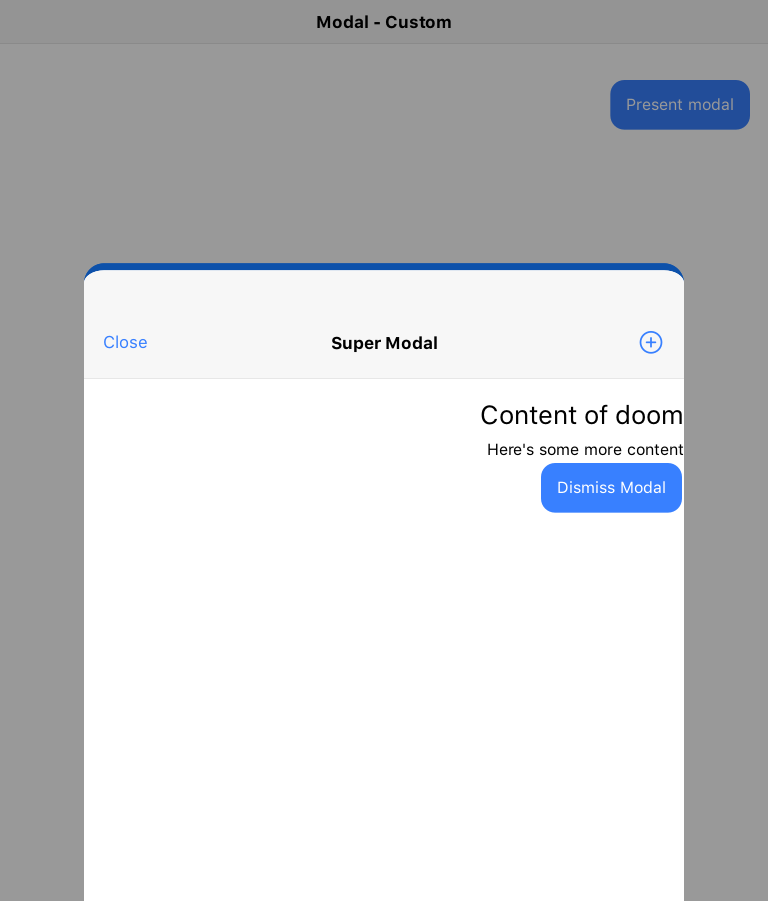 Modal - Custom
Present modal
Close
Super Modal
Content of doom
Here's some more content
Dismiss Modal